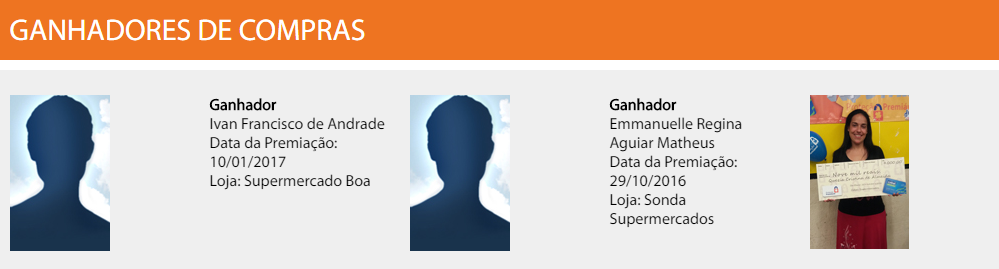 GANHADORES DE COMPRAS
Ganhador
Ivan Francisco de Andrade
Data da Premiação:
10/01/2017
Loja: Supermercado Boa
Ganhador
Emmanuelle Regina
Aguiar Matheus
Data da Premiação:
29/10/2016
Loja: Sonda
Supermercados
Nove mil reais